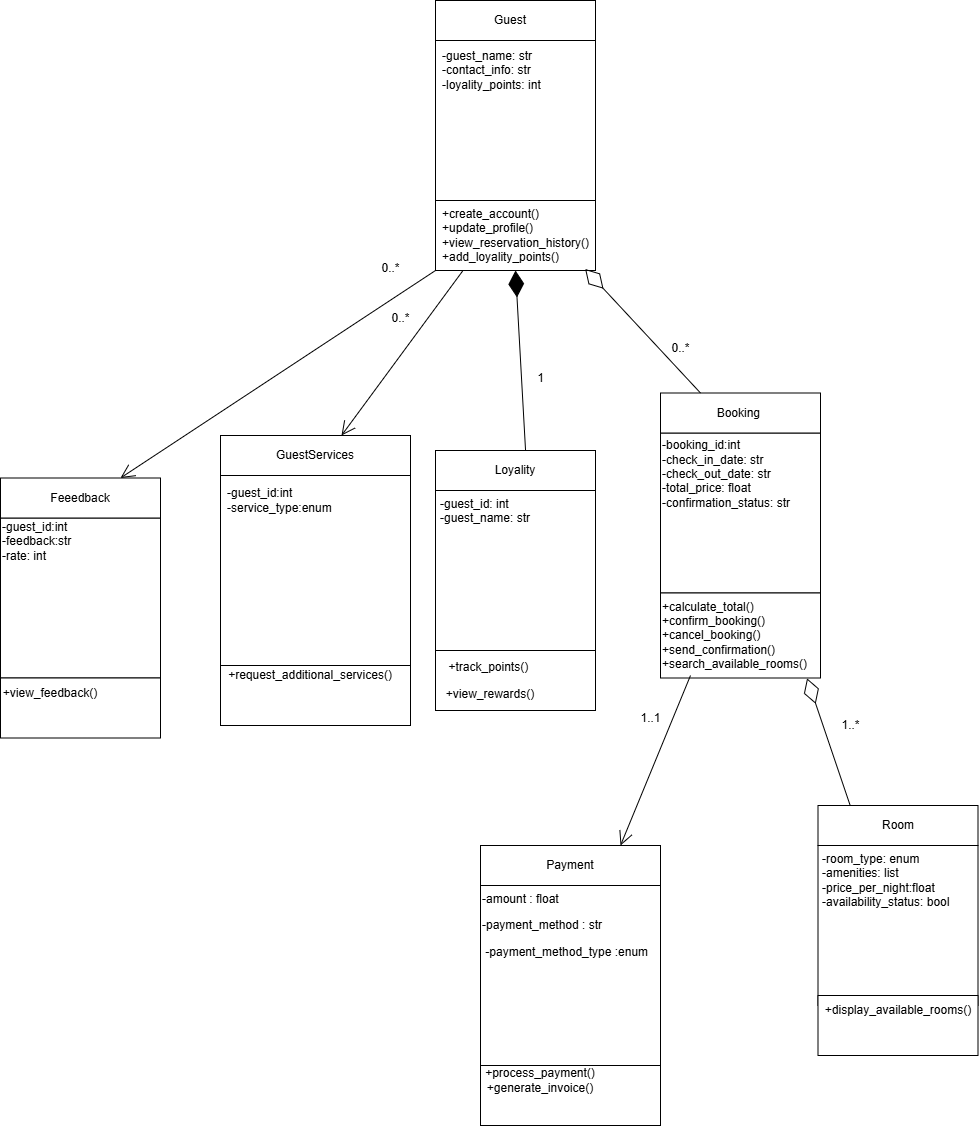 Guest
-guest_name: str
-contact_info: str
-loyality_points: int
+create_account()
+update_profile()
+view_reservation_history()
+add_loyality_points()
0..*
0..*
1
0..*
Feeedback
-guest_id:int
-feedback:str
-rate: int
+view_feedback()
GuestServices
-guest_id:int
-service_type:enum
+request_additional_services()
Loyality
-guest_id: int
-guest_name: str
+track_points()
+view_rewards()
Booking
-booking_id:int
-check_in_date: str
-check_out_date: str
-total_price: float
-confirmation_status: str
+calculate_total()
+confirm_booking()
+cancel_booking()
+send_confirmation()
+search_available_rooms()
1..1
1..*
Payment
-amount : float
-payment_method : str
-payment_method_type :enum
+process_payment()
+generate_invoice()
Room
-room_type: enum
-amenities: list
-price_per_night:float
-availability_status: bool
+display_available_rooms()